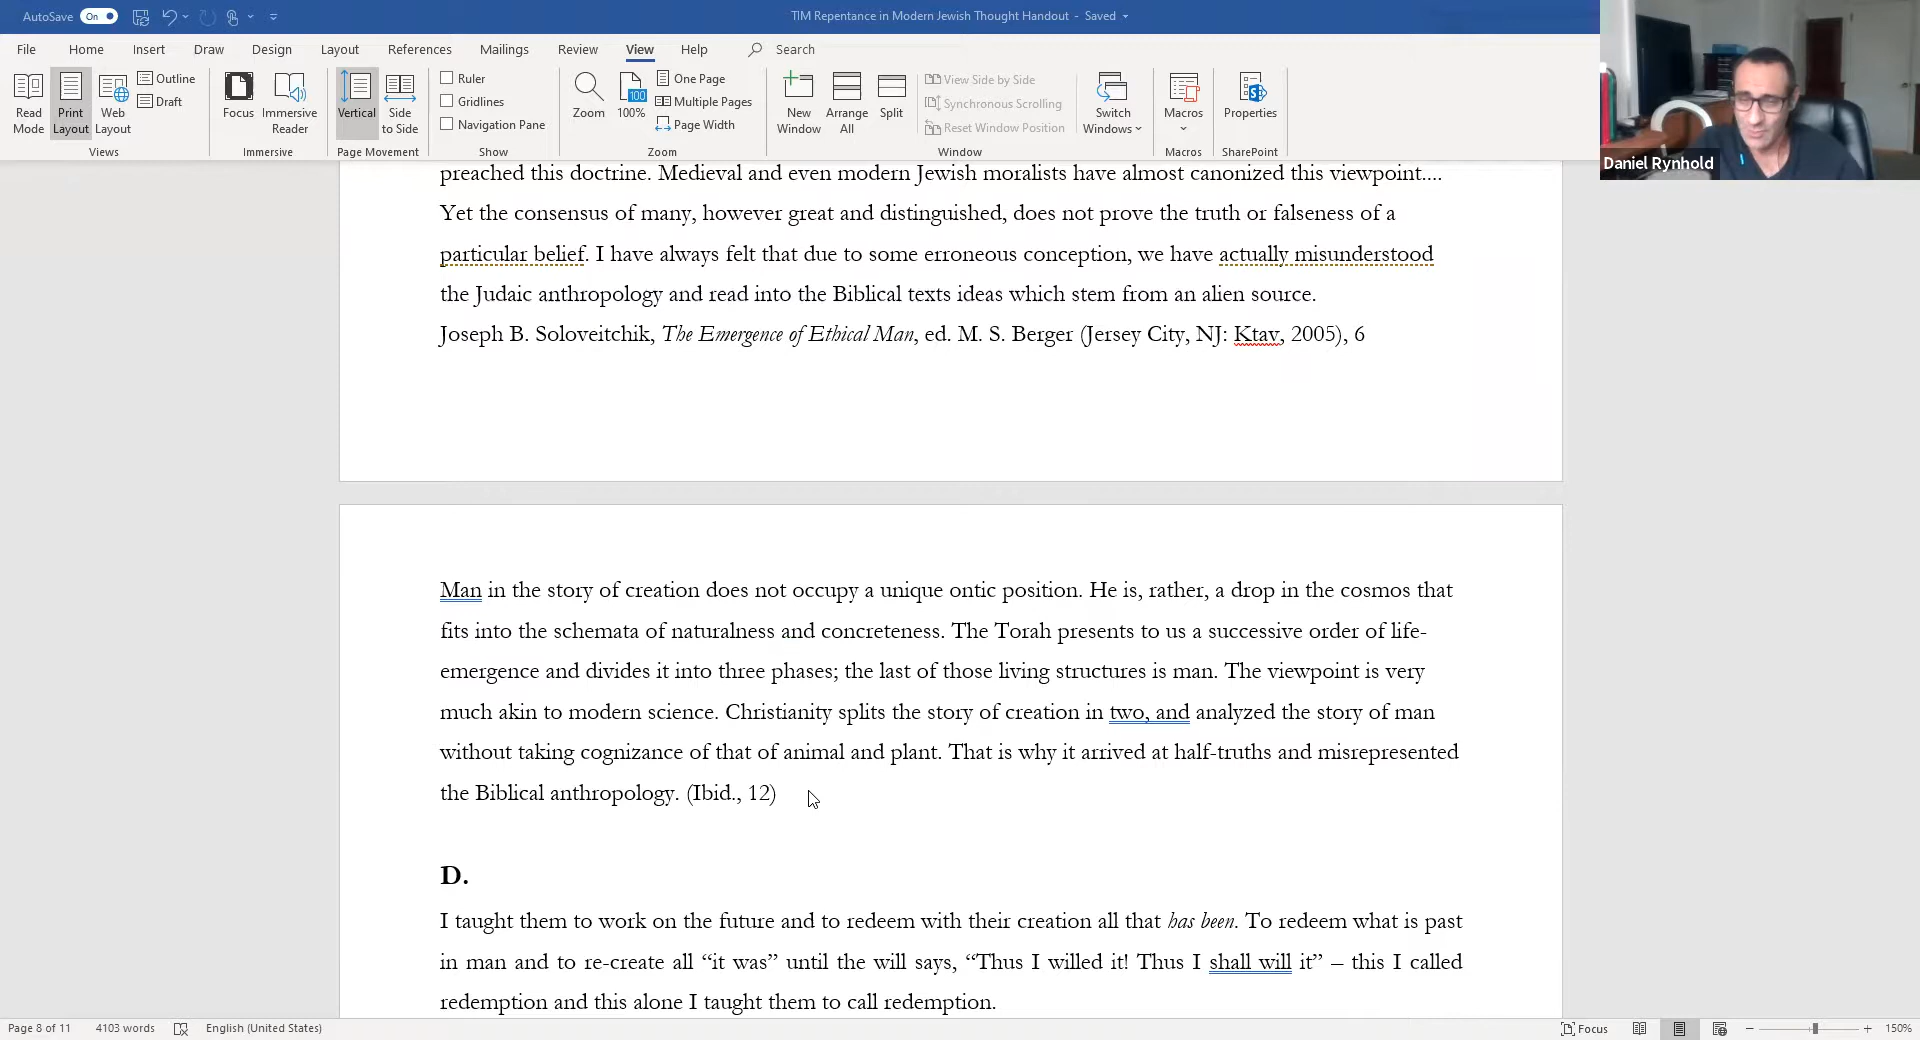 AutoSave On TIM Repentance in Modern Jewish Thought Handout - Saved
File Home Insert Draw Design Layout References Mailings Review View Help Search
Read Mode
Print Layout
Web Layout
Outline
Draft
Views
Focus
Immersive Reader
Immersive
Vertical
Side to Side
Page Movement
Ruler
Gridlines
Navigation Pane
Show
Zoom
100
100%
One Page
Multiple Pages
Page Width
Zoom
New Window
Arrange All
Split
View Side by Side
Synchronous Scrolling
Reset Window Position
Switch Windows
Window
Macros
Macros
S
Properties
SharePoint
Daniel Rynhold
preached this doctrine. Medieval and even modern Jewish moralists have almost canonized this viewpoint....
Yet the consensus of many, however great and distinguished, does not prove the truth or falseness of a
particular belief. I have always felt that due to some erroneous conception, we have actually misunderstood
the Judaic anthropology and read into the Biblical texts ideas which stem from an alien source.
Joseph B. Soloveitchik, The Emergence of Ethical Man, ed. M. S. Berger (Jersey City, NJ: Ktav, 2005), 6
Man in the story of creation does not occupy a unique ontic position. He is, rather, a drop in the cosmos that
fits into the schemata of naturalness and concreteness. The Torah presents to us a successive order of life-
emergence and divides it into three phases; the last of those living structures is man. The viewpoint is very
much akin to modern science. Christianity splits the story of creation in two, and analyzed the story of man
without taking cognizance of that of animal and plant. That is why it arrived at half-truths and misrepresented
the Biblical anthropology. (Ibid., 12)
D.
I taught them to work on the future and to redeem with their creation all that has been. To redeem what is past
in man and to re-create all “it was” until the will says, “Thus I willed it! Thus I shall will it” – this I called
redemption and this alone I taught them to call redemption.
Page 8 of 11 4103 words English (United States) Focus 150%